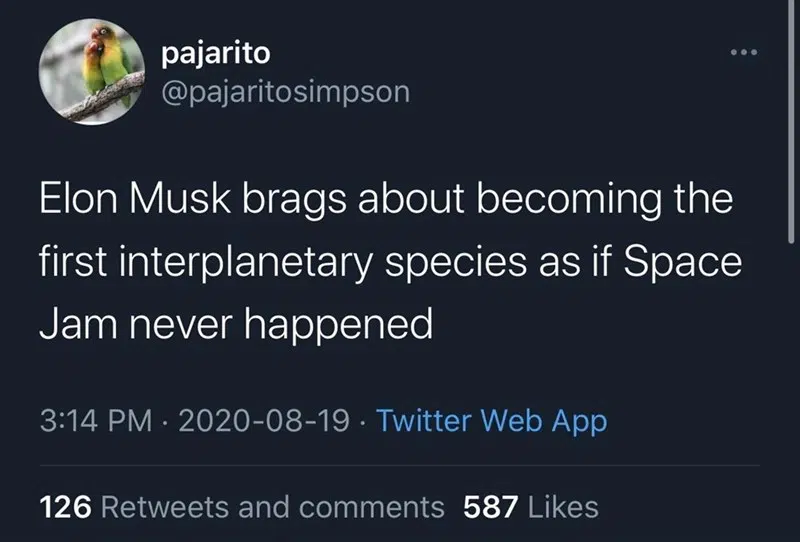 pajarito
@pajaritosimpson
Elon Musk brags about becoming the
first interplanetary species as if Space
Jam never happened
3:14 PM · 2020-08-19 · Twitter Web App
126 Retweets and comments 587 Likes